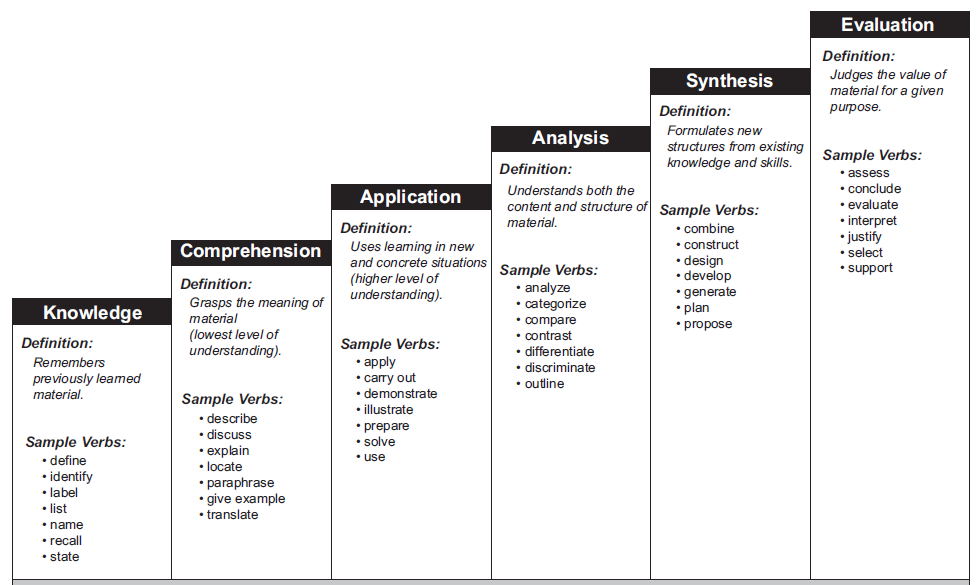 Knowledge
Definition:
Remembers
previously learned
material.
Sample Verbs:
• define
• identify
• label
• list
• name
• recall
• state
Comprehension
Definition:
Grasps the meaning of
material
(lowest level of
understanding).
Sample Verbs:
• describe
• discuss
• explain
• locate
• paraphrase
• give example
• translate
Application
Definition:
Uses learning in new
and concrete situations
(higher level of
understanding).
Sample Verbs:
• apply
• carry out
• demonstrate
• illustrate
• prepare
• solve
• use
Analysis
Definition:
Understands both the
content and structure of
material.
Sample Verbs:
• analyze
• categorize
• compare
• contrast
• differentiate
• discriminate
• outline
Synthesis
Definition:
Formulates new
structures from existing
knowledge and skills.
Sample Verbs:
• combine
• construct
• design
• develop
• generate
• plan
• propose
Evaluation
Definition:
Judges the value of
material for a given
purpose.
Sample Verbs:
• assess
• conclude
• evaluate
• interpret
• justify
• select
• support